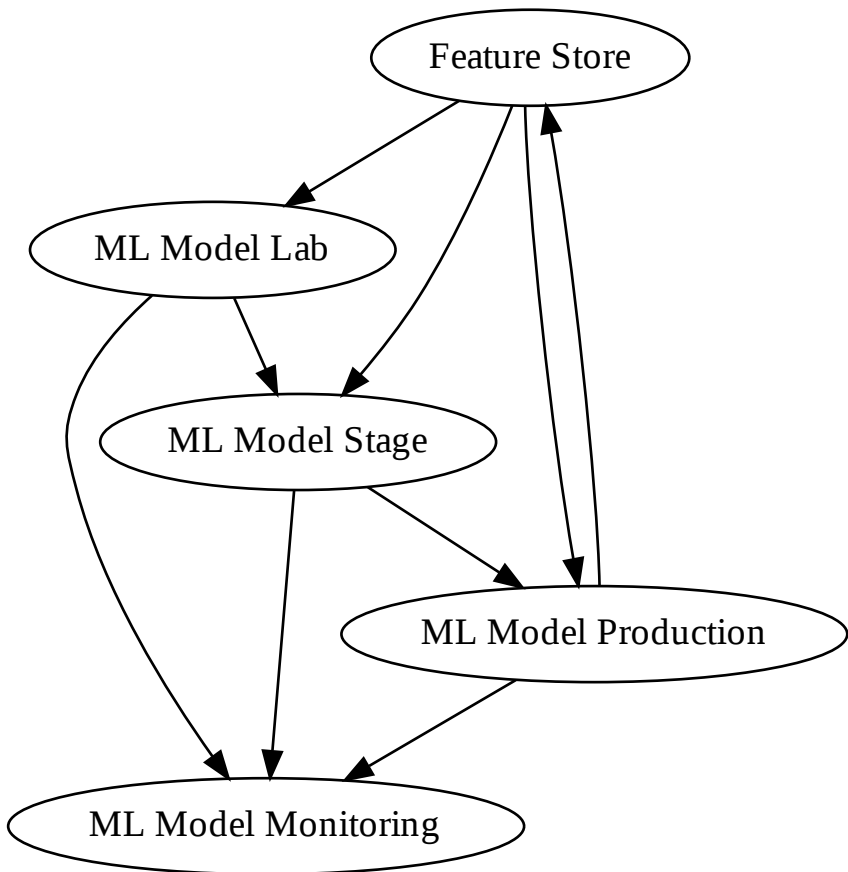 Feature Store
ML Model Lab
ML Model Stage
ML Model Production
ML Model Monitoring